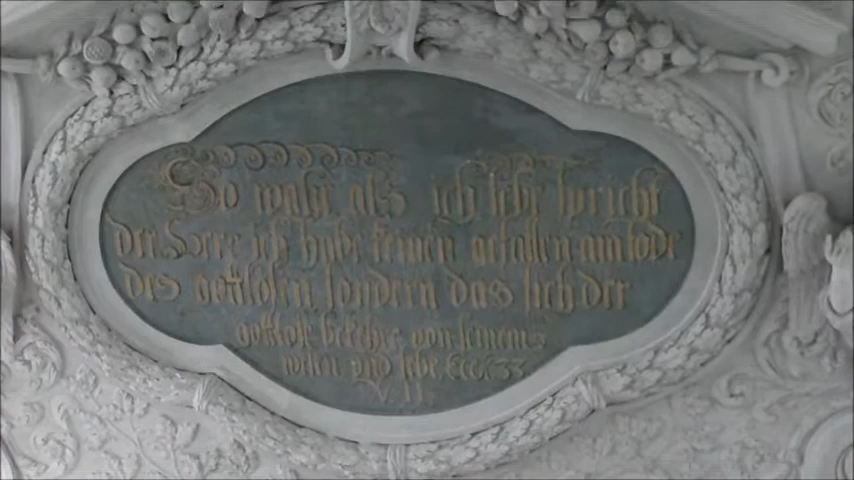 So wahr als ich lebe spricht
der Herr ich habe keinen gefallen am tode
des gottlosen sondern das sich der
gottlose bekehre von seinem
wesen und lebe Ecc. 33.
V. 11